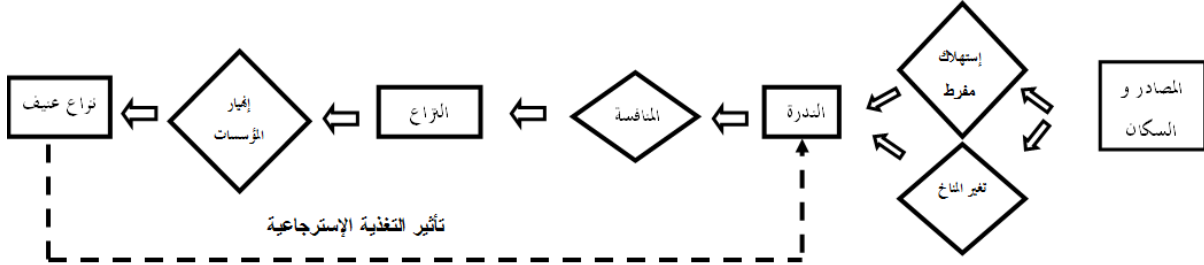 المصادر و
السكان
إستهلاك
مفرط
تغير المناخ
الندرة
المنافسة
النزاع
إنهيار
المؤسسات
نزاع عنيف
تأثير التغذية الإسترجاعية